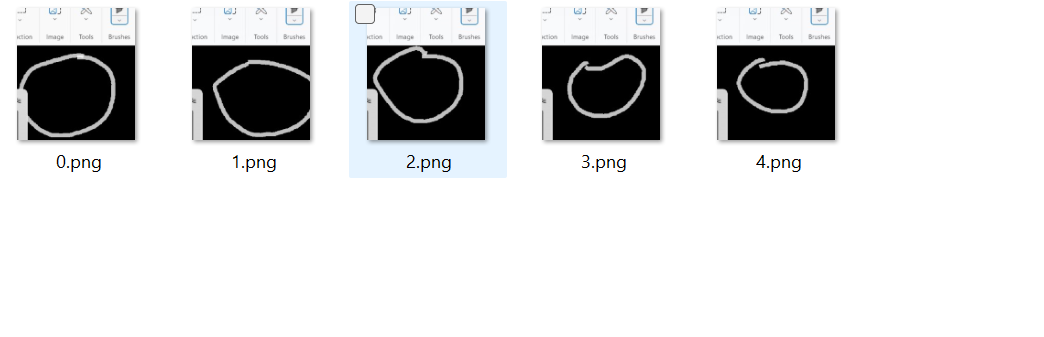 ction Image Tools Brushes
ction Image Tools Brushes
ction Image Tools Brushes
ction Image Tools Brushes
ction Image Tools Brushes
0.png
1.png
2.png
3.png
4.png